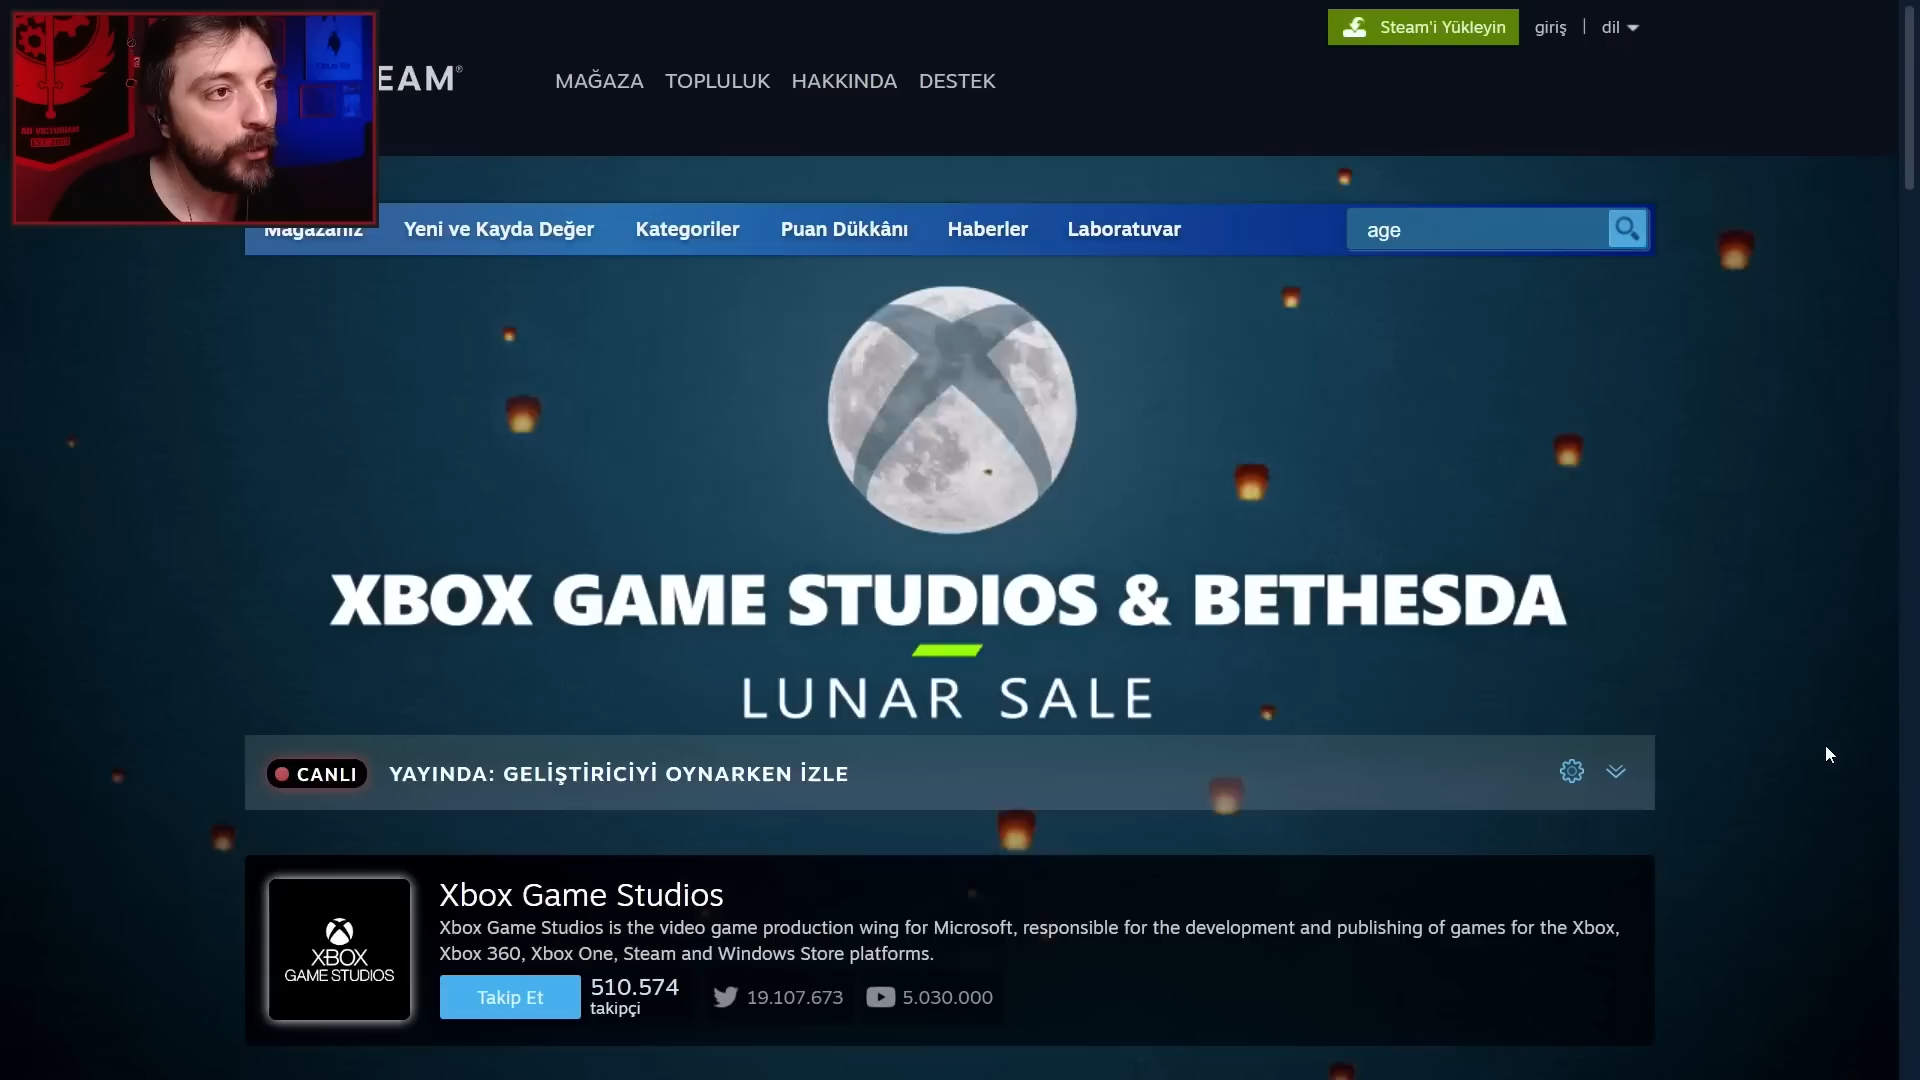 AD VICTORIAM
EAM®
MAĞAZA TOPLULUK HAKKINDA DESTEK
Steam'i Yükleyin giriş | dil
Mağazanız Yeni ve Kayda Değer Kategoriler Puan Dükkânı Haberler Laboratuvar age
XBOX GAME STUDIOS & BETHESDA
LUNAR SALE
CANLI YAYINDA: GELİŞTİRİCİYİ OYNARKEN İZLE
XBOX
GAME STUDIOS
Xbox Game Studios
Xbox Game Studios is the video game production wing for Microsoft, responsible for the development and publishing of games for the Xbox,
Xbox 360, Xbox One, Steam and Windows Store platforms.
Takip Et 510.574 takipçi 19.107.673 5.030.000